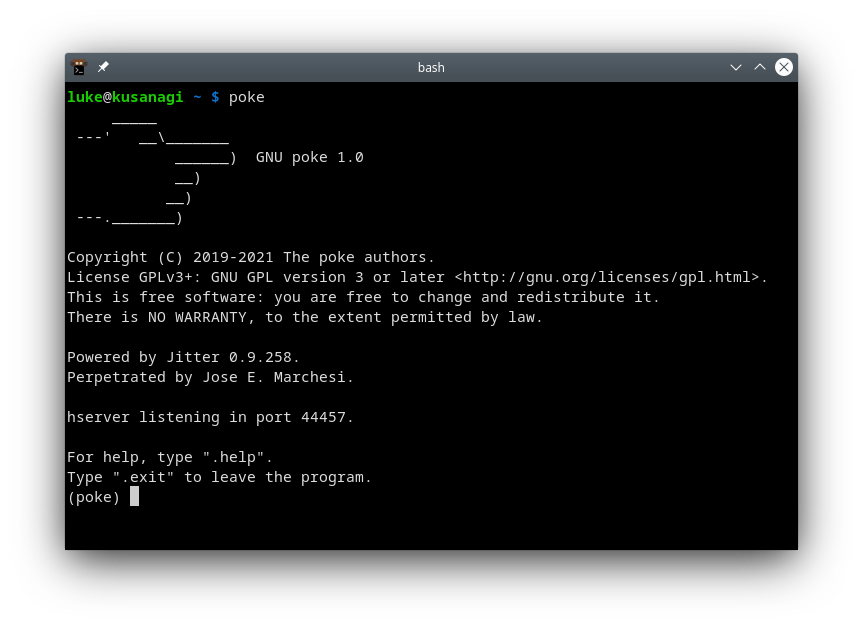 bash
luke@kusanagi ~ $ poke
     _____
 ---'   __\_______
            ______)  GNU poke 1.0
            __)
           __)
 ---._______)
Copyright (C) 2019-2021 The poke authors.
License GPLv3+: GNU GPL version 3 or later <http://gnu.org/licenses/gpl.html>.
This is free software: you are free to change and redistribute it.
There is NO WARRANTY, to the extent permitted by law.
Powered by Jitter 0.9.258.
Perpetrated by Jose E. Marchesi.
hserver listening in port 44457.
For help, type ".help".
Type ".exit" to leave the program.
(poke)